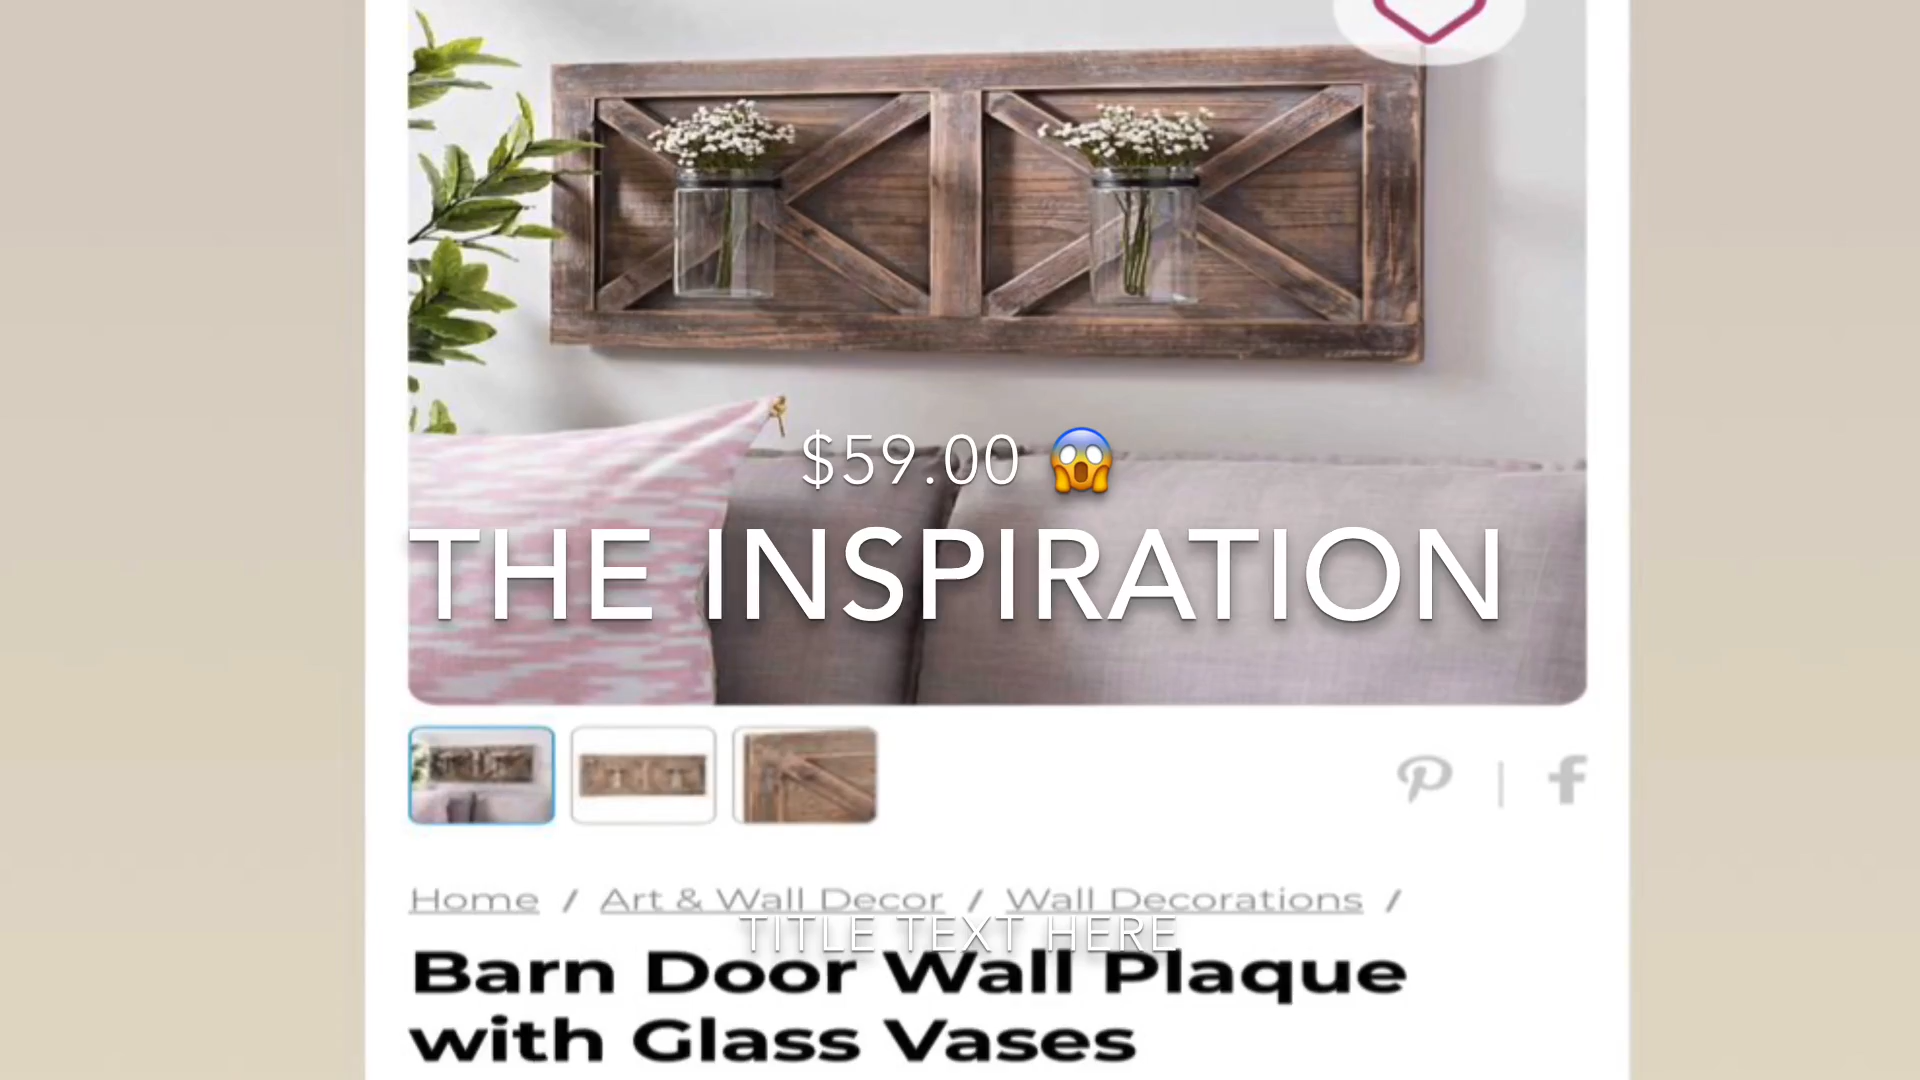 $59.00 😱
THE INSPIRATION
Home / Art & Wall Decor / Wall Decorations /
TITLE TEXT HERE
Barn Door Wall Plaque
with Glass Vases